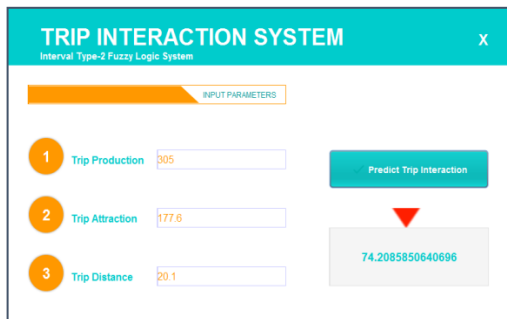 TRIP INTERACTION SYSTEM
X
Interval Type-2 Fuzzy Logic System
INPUT PARAMETERS
1 Trip Production 305
Predict Trip Interaction
2 Trip Attraction 177.6
74.2085850640696
3 Trip Distance 20.1